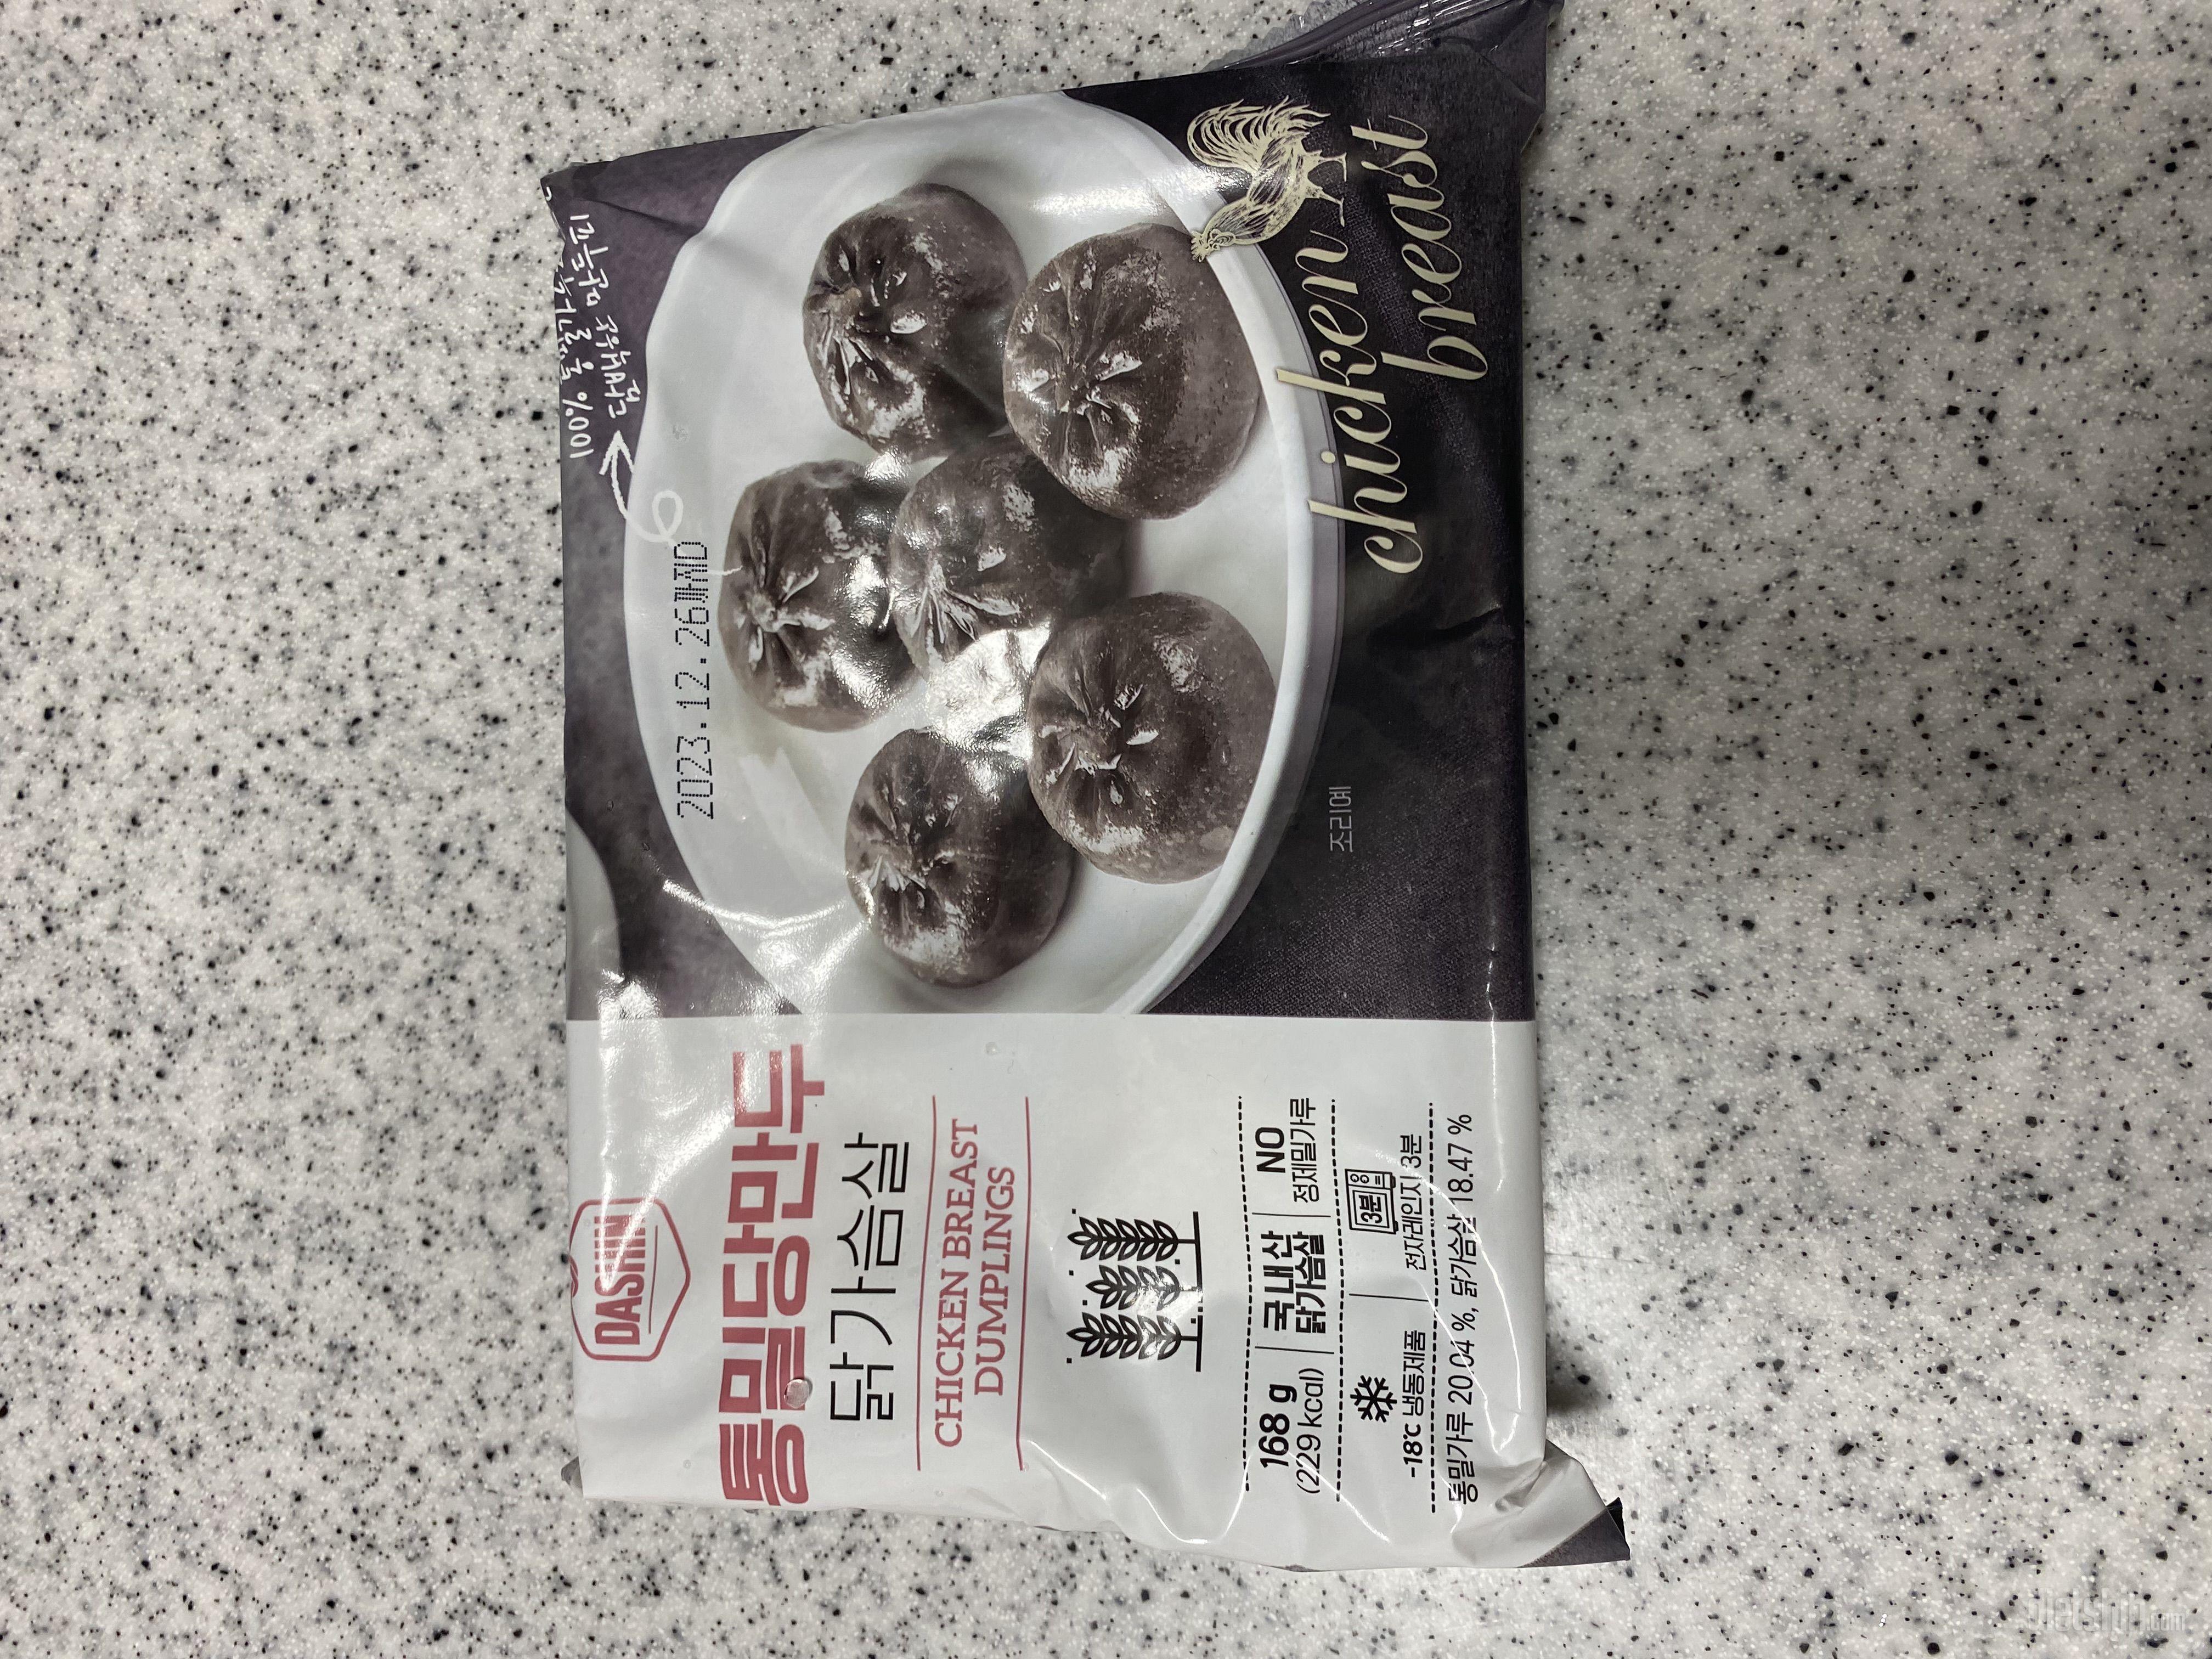 DASHIN
통밀당만두
닭가슴살
CHICKEN BREAST
DUMPLINGS
168 g
(229 kcal)
국내산
닭가슴살
NO
정제밀가루
-18℃ 냉동제품
3분
전자레인지 3분
통밀가루 20.04 %, 닭가슴살 18.47 %
100%
2023.12.26까지D
조리예
chicken
breast
dietshin.com